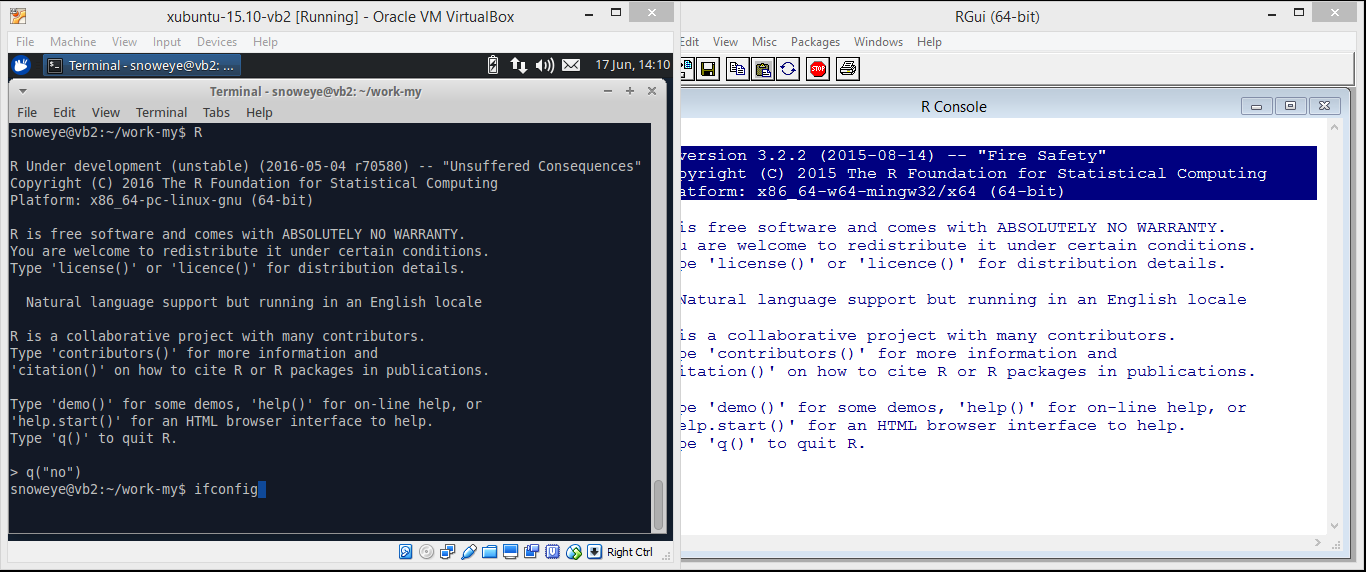 xubuntu-15.10-vb2 [Running] - Oracle VM VirtualBox
File Machine View Input Devices Help
Terminal - snoweye@vb2: ...
17 Jun, 14:10
Terminal - snoweye@vb2: ~/work-my
File Edit View Terminal Tabs Help
snoweye@vb2:~/work-my$ R
R Under development (unstable) (2016-05-04 r70580) -- "Unsuffered Consequences"
Copyright (C) 2016 The R Foundation for Statistical Computing
Platform: x86_64-pc-linux-gnu (64-bit)
R is free software and comes with ABSOLUTELY NO WARRANTY.
You are welcome to redistribute it under certain conditions.
Type 'license()' or 'licence()' for distribution details.
Natural language support but running in an English locale
R is a collaborative project with many contributors.
Type 'contributors()' for more information and
'citation()' on how to cite R or R packages in publications.
Type 'demo()' for some demos, 'help()' for on-line help, or
'help.start()' for an HTML browser interface to help.
Type 'q()' to quit R.
> q("no")
snoweye@vb2:~/work-my$ ifconfig
Right Ctrl
RGui (64-bit)
Edit View Misc Packages Windows Help
STOP
R Console
version 3.2.2 (2015-08-14) -- "Fire Safety"
pyright (C) 2015 The R Foundation for Statistical Computing
atform: x86_64-w64-mingw32/x64 (64-bit)
is free software and comes with ABSOLUTELY NO WARRANTY.
u are welcome to redistribute it under certain conditions.
pe 'license()' or 'licence()' for distribution details.
Natural language support but running in an English locale
is a collaborative project with many contributors.
pe 'contributors()' for more information and
itation()' on how to cite R or R packages in publications.
pe 'demo()' for some demos, 'help()' for on-line help, or
elp.start()' for an HTML browser interface to help.
pe 'q()' to quit R.